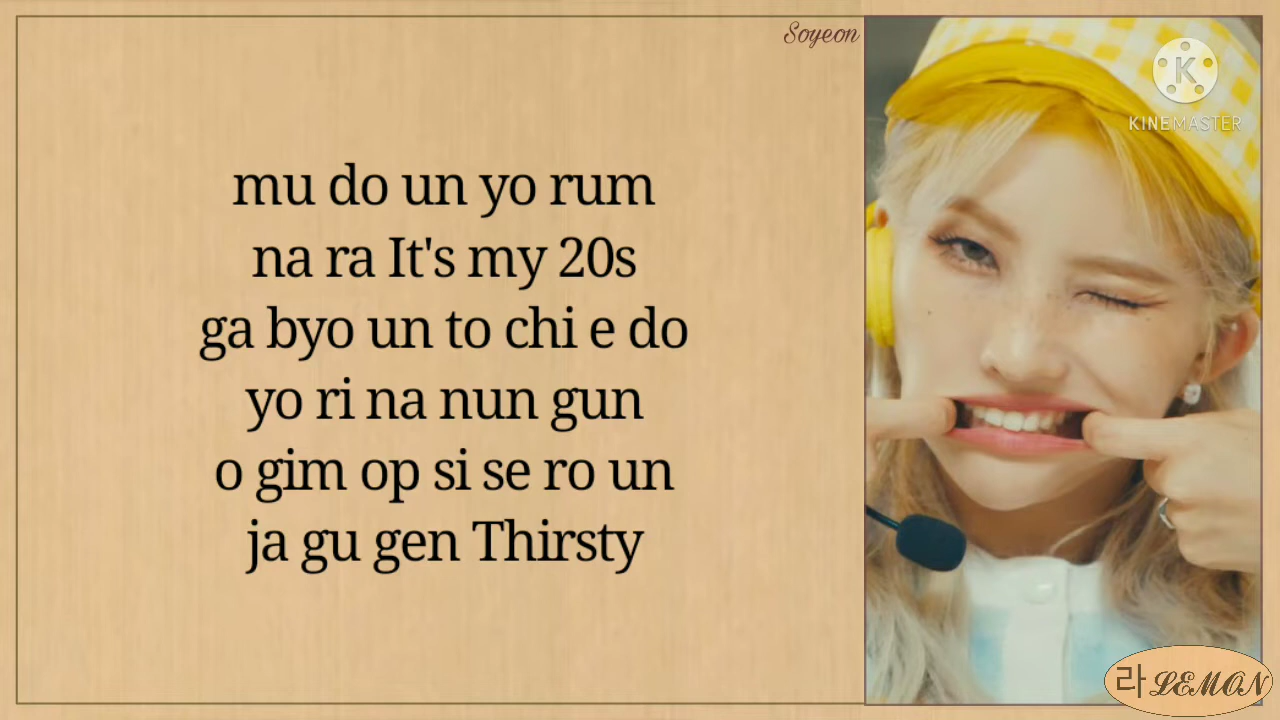 Soyeon
K
KINEMASTER
mu do un yo rum
na ra It's my 20s
ga byo un to chi e do
yo ri na nun gun
o gim op si se ro un
ja gu gen Thirsty
라 LEMON